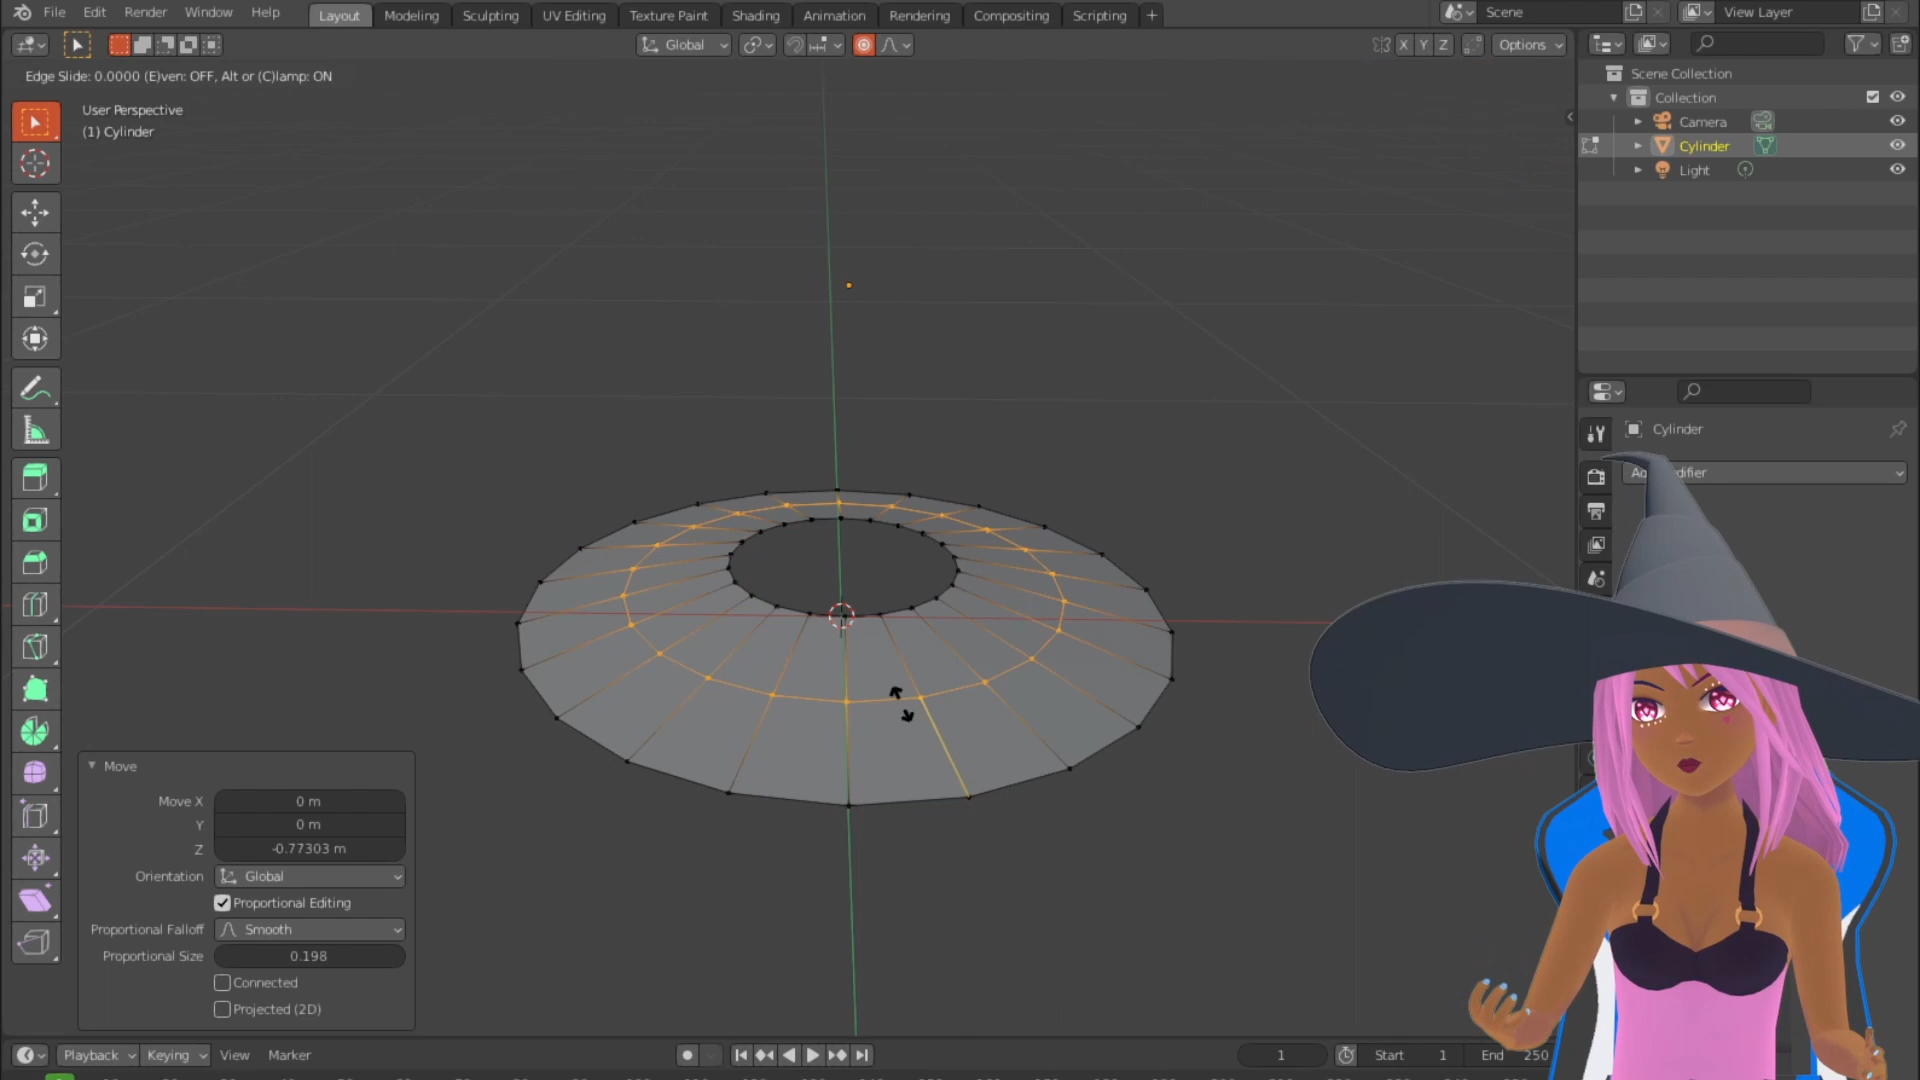 File Edit Render Window Help Layout Modeling Sculpting UV Editing Texture Paint Shading Animation Rendering Compositing Scripting + Scene View Layer
Global X Y Z Options
Edge Slide: 0.0000 (E)ven: OFF, Alt or (C)lamp: ON
User Perspective
(1) Cylinder
Scene Collection
Collection
Camera
Cylinder
Light
Cylinder
Move
Move X 0 m
Y 0 m
Z -0.77303 m
Orientation Global
Proportional Editing
Proportional Falloff Smooth
Proportional Size 0.198
Connected
Projected (2D)
Playback Keying View Marker 1 Start 1 End 250